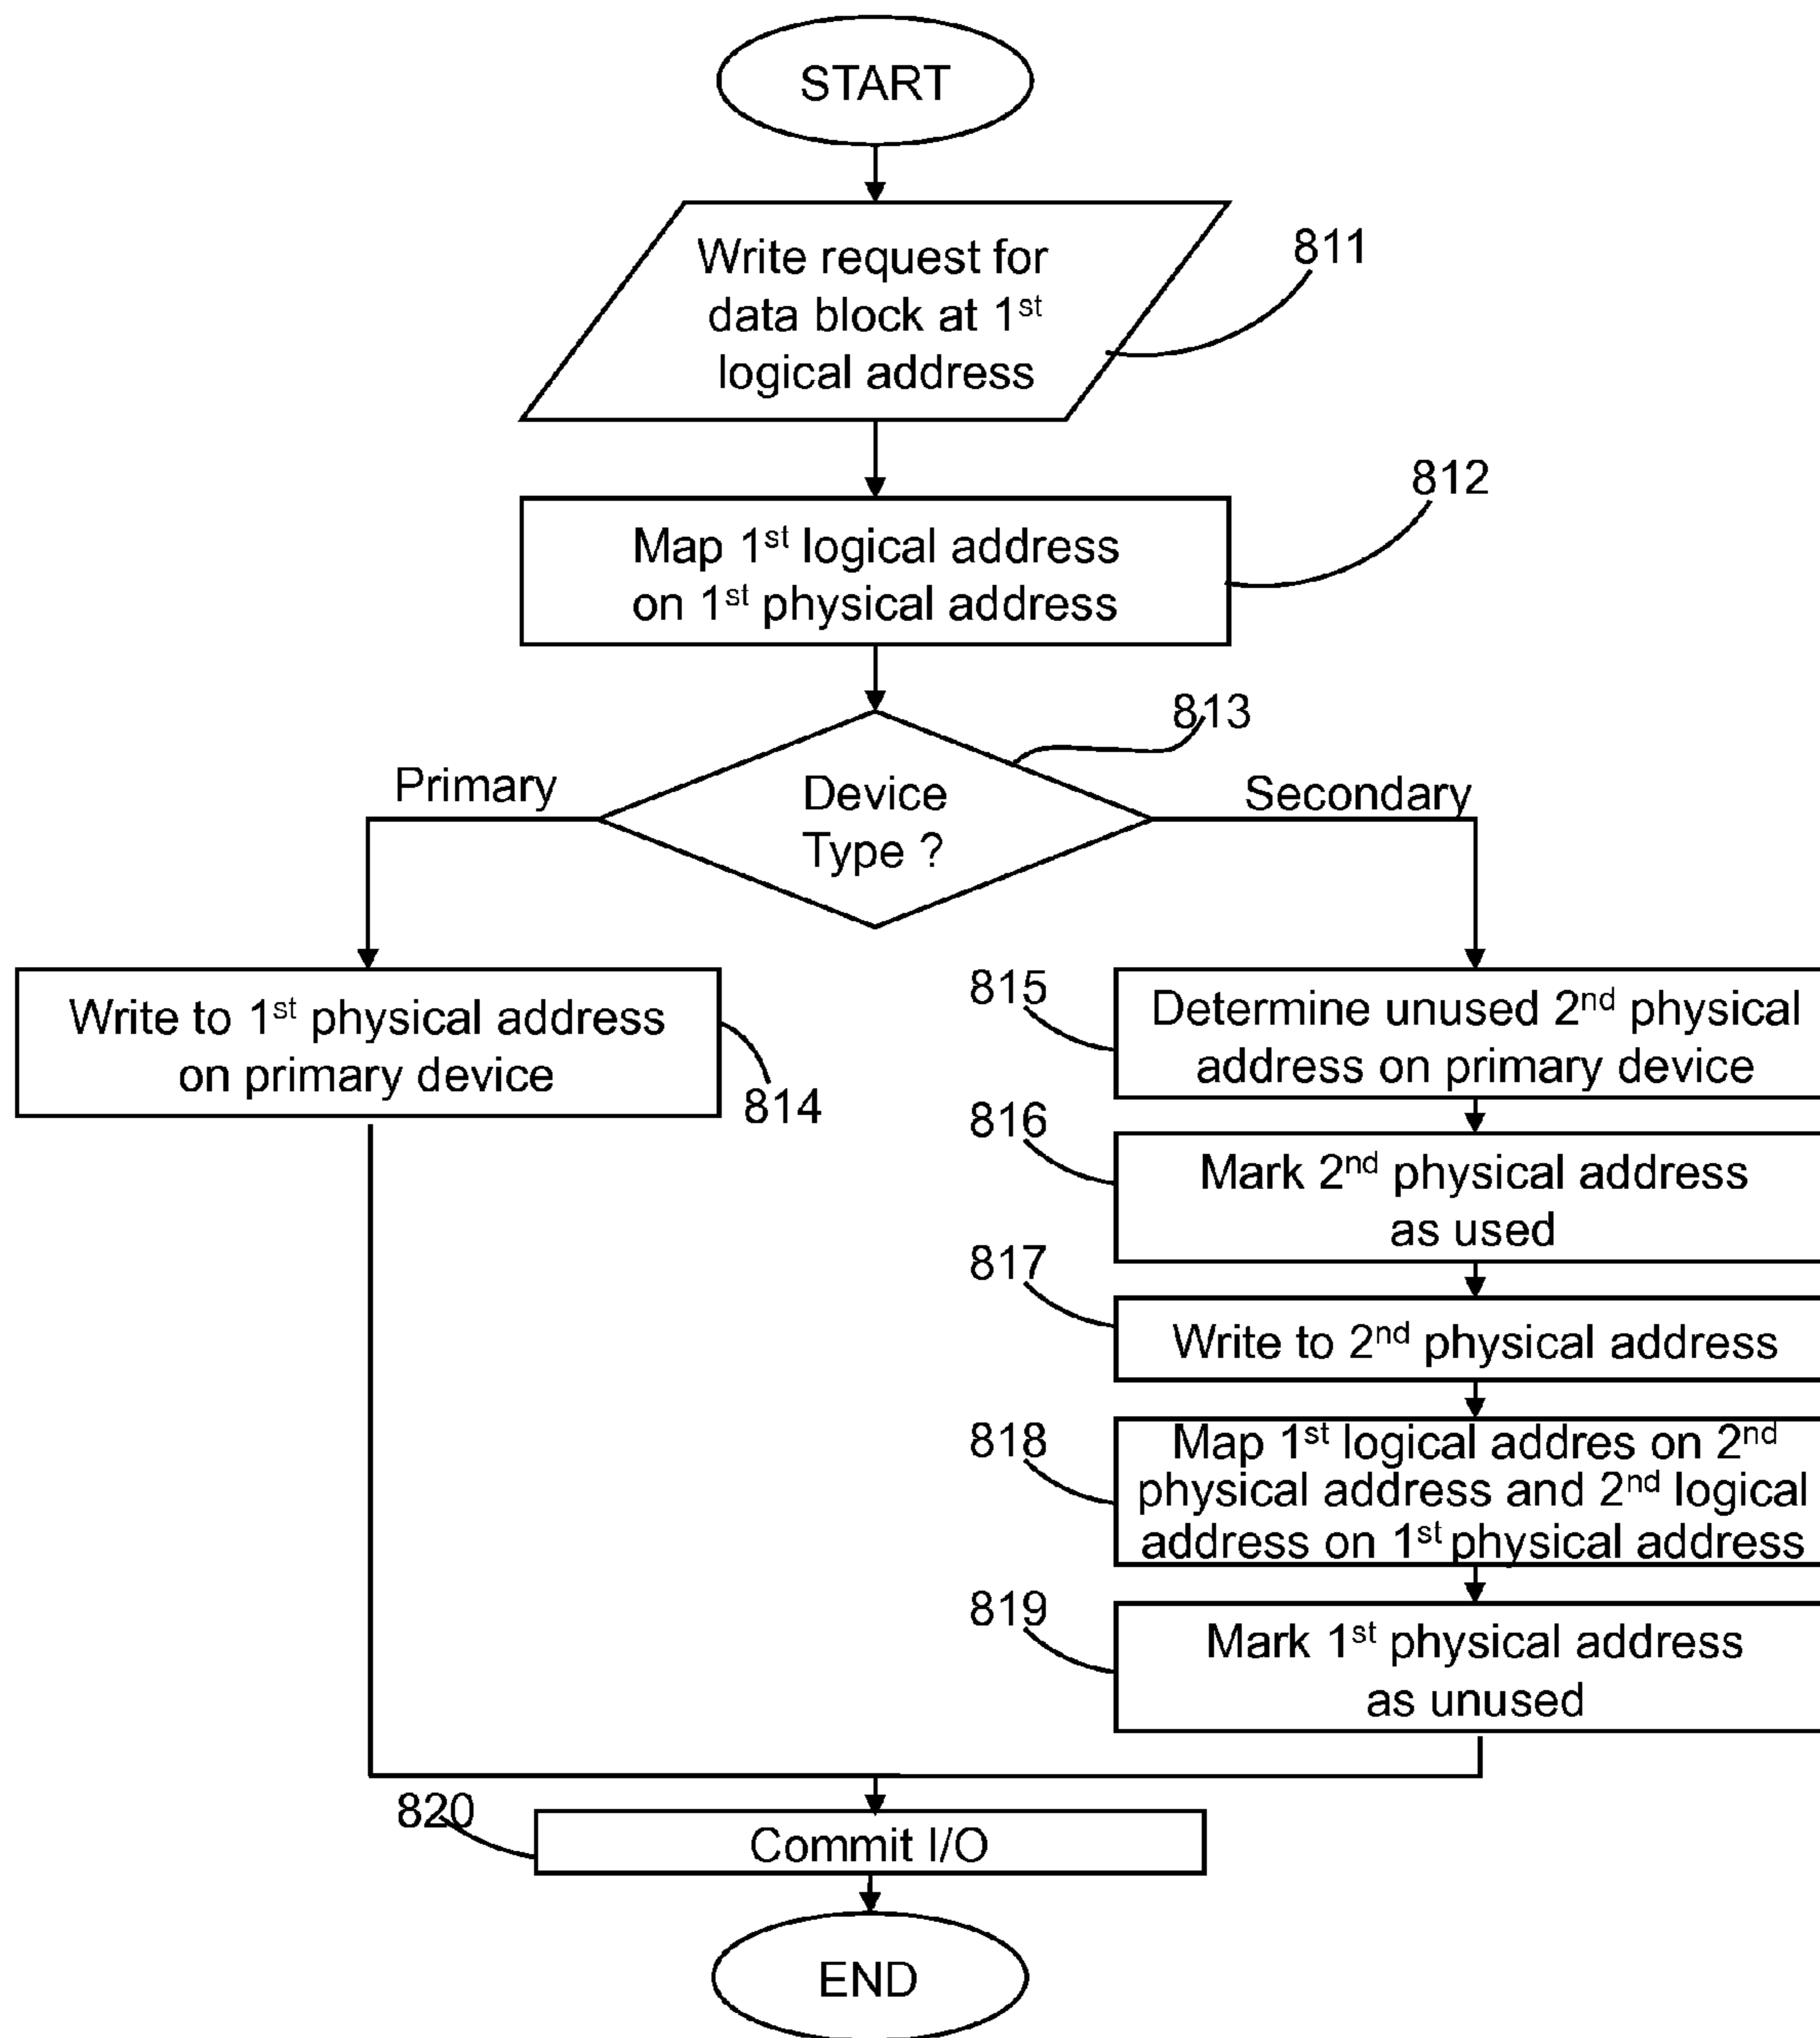 START
Write request for
data block at 1st
logical address
811
Map 1st logical address
on 1st physical address
812
813
Device
Type ?
Primary
Secondary
Write to 1st physical address
on primary device
814
815
Determine unused 2nd physical
address on primary device
816
Mark 2nd physical address
as used
817
Write to 2nd physical address
818
Map 1st logical addres on 2nd
physical address and 2nd logical
address on 1st physical address
819
Mark 1st physical address
as unused
820
Commit I/O
END